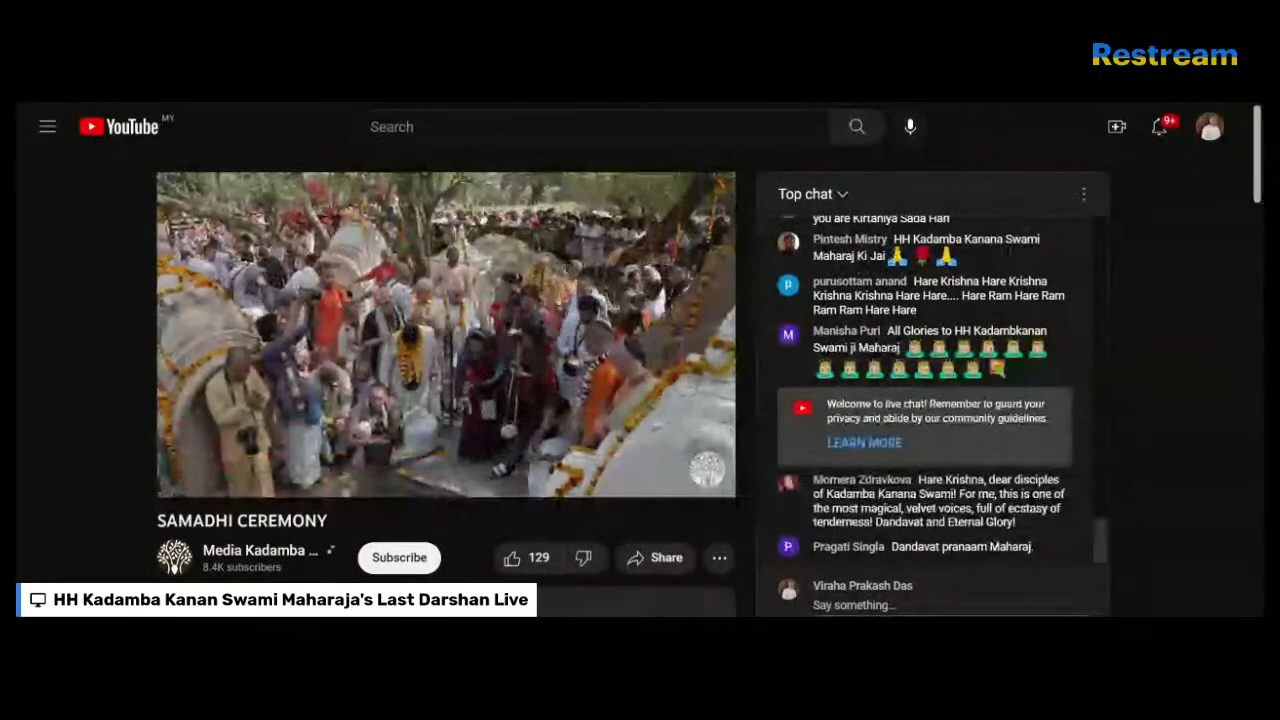 Restream
YouTube MY
Search
9+
Top chat
you are Kirtaniya Sada Hari
Pintesh Mistry HH Kadamba Kanana Swami
Maharaj Ki Jai
P
purusottam anand Hare Krishna Hare Krishna
Krishna Krishna Hare Hare.... Hare Ram Hare Ram
Ram Ram Hare Hare
M
Manisha Puri All Glories to HH Kadambkanan
Swami ji Maharaj
Welcome to live chat! Remember to guard your
privacy and abide by our community guidelines.
LEARN MORE
Momera Zdravkova Hare Krishna, dear disciples
of Kadamba Kanana Swami! For me, this is one of
the most magical, velvet voices, full of ecstasy of
tenderness! Dandavat and Eternal Glory!
P
Pragati Singla Dandavat pranaam Maharaj.
Viraha Prakash Das
Say something...
SAMADHI CEREMONY
Media Kadamba ...
8.4K subscribers
Subscribe
129
Share
HH Kadamba Kanan Swami Maharaja's Last Darshan Live